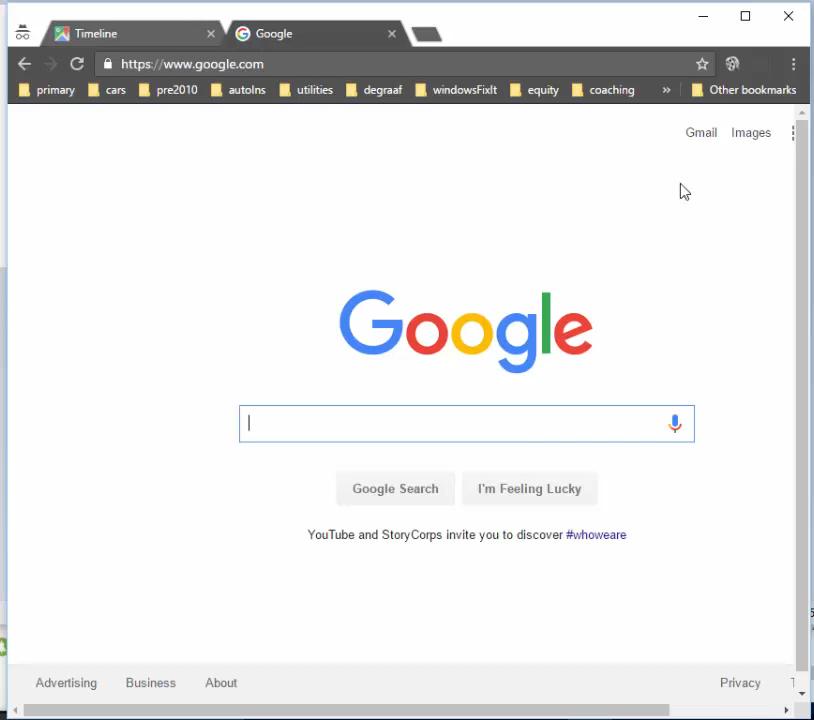 Timeline
Google
https://www.google.com
primary cars pre2010 autoIns utilities degraaf windowsFixIt equity coaching » Other bookmarks
Gmail Images
Google
Google Search I'm Feeling Lucky
YouTube and StoryCorps invite you to discover #whoweare
Advertising Business About Privacy